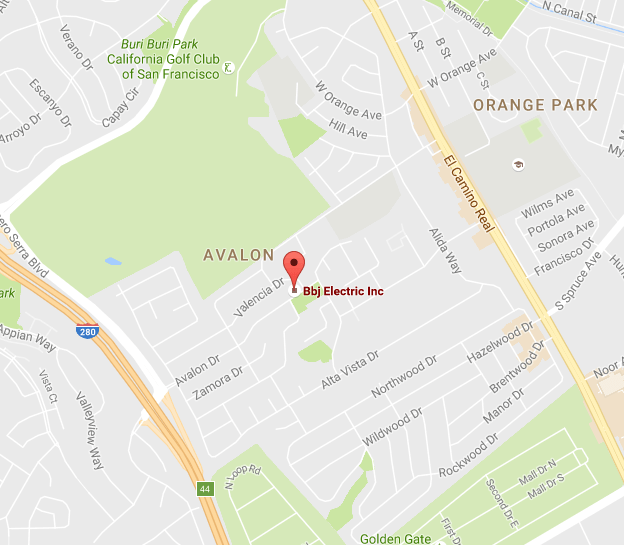 Memorial Dr
N Canal St
Buri Buri Park
California Golf Club
of San Francisco
Verano Dr
Escanyo Dr
Arroyo Dr
Capay Cir
A St
B St
C St
W Orange Ave
W Orange Ave
Hill Ave
ORANGE PARK
El Camino Real
My
Wilms Ave
Portola Ave
Sonora Ave
Francisco Dr
S Spruce Ave
Hun
Alida Way
AVALON
Valencia Dr
Bbj Electric Inc
ero Serra Blvd
Park
280
Appian Way
Vista Ct
Valleyview Way
Avalon Dr
Zamora Dr
Alta Vista Dr
Northwood Dr
Hazelwood Dr
Brentwood Dr
Manor Dr
Noor A
Wildwood Dr
Rockwood Dr
N Loop Rd
44
Mall Dr N
Mall Dr S
Second Dr E
First Dr
Golden Gate